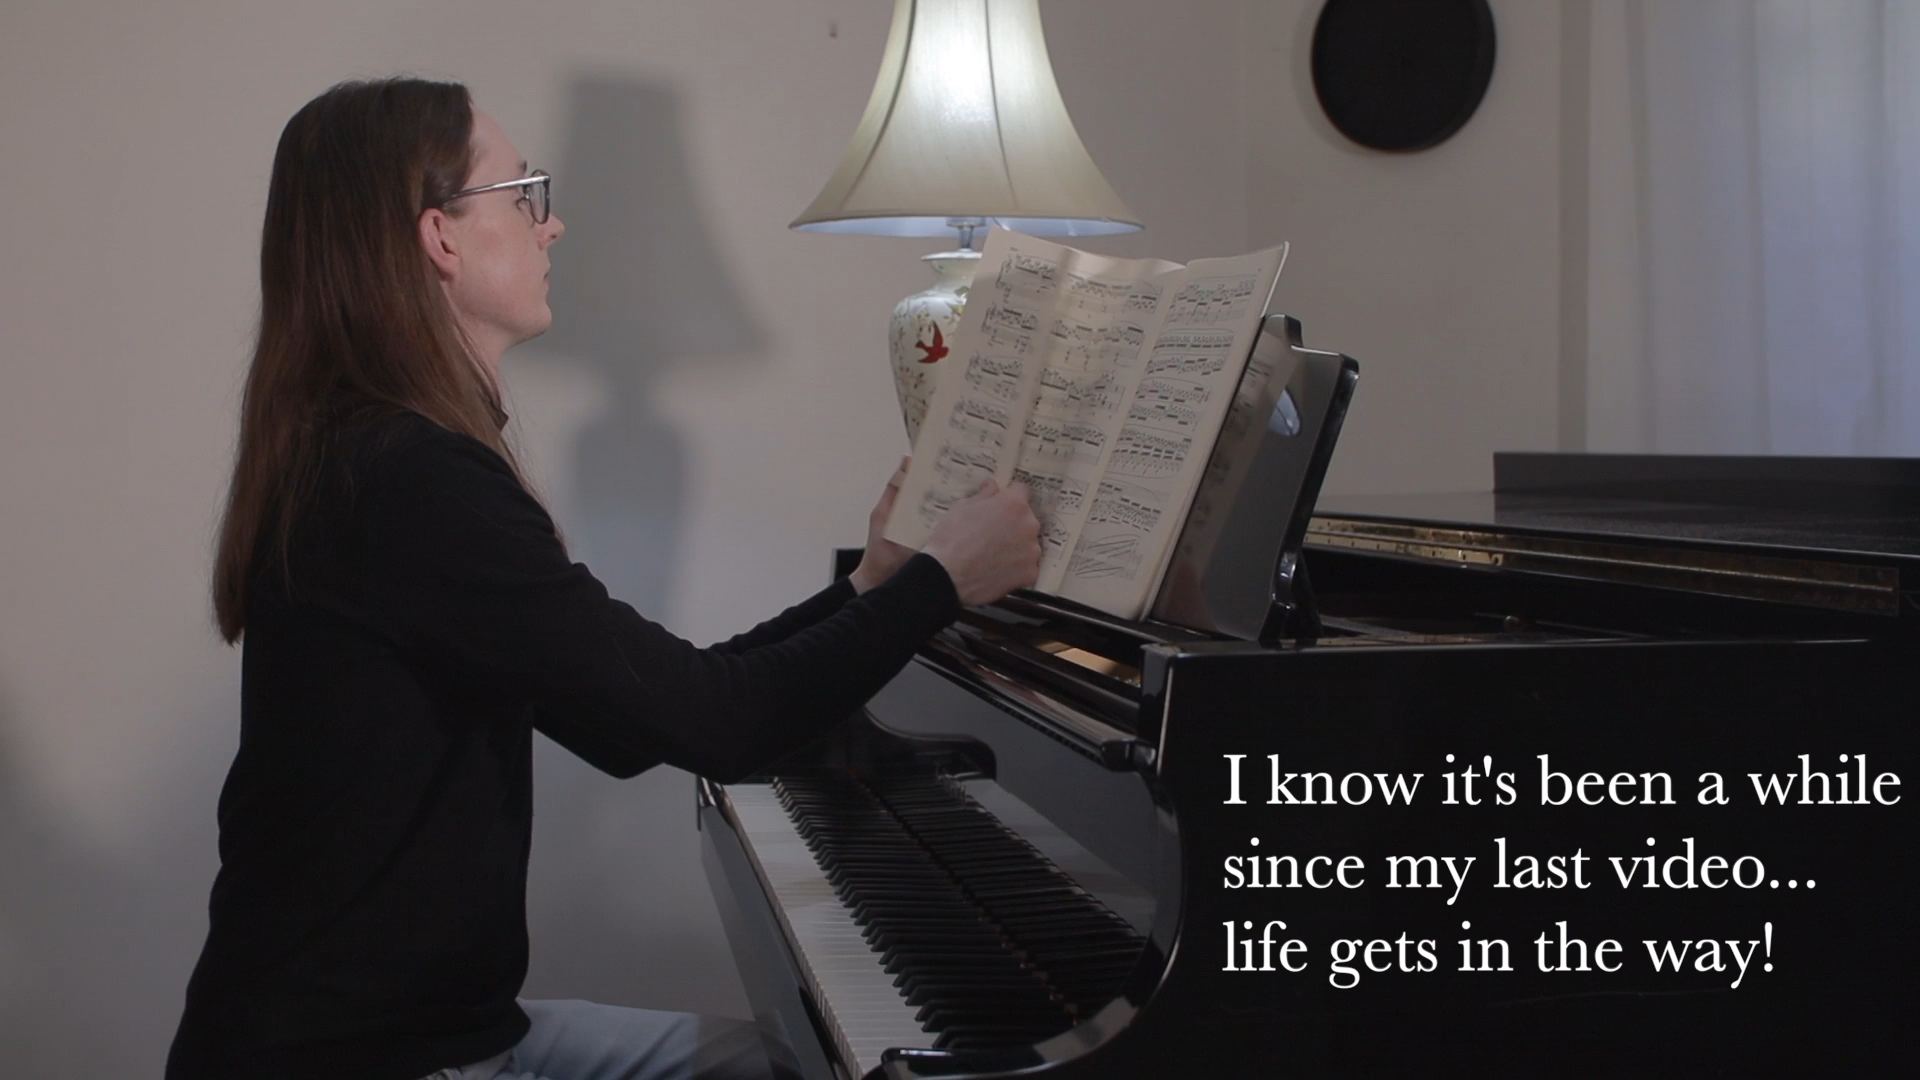 I know it's been a while
since my last video...
life gets in the way!